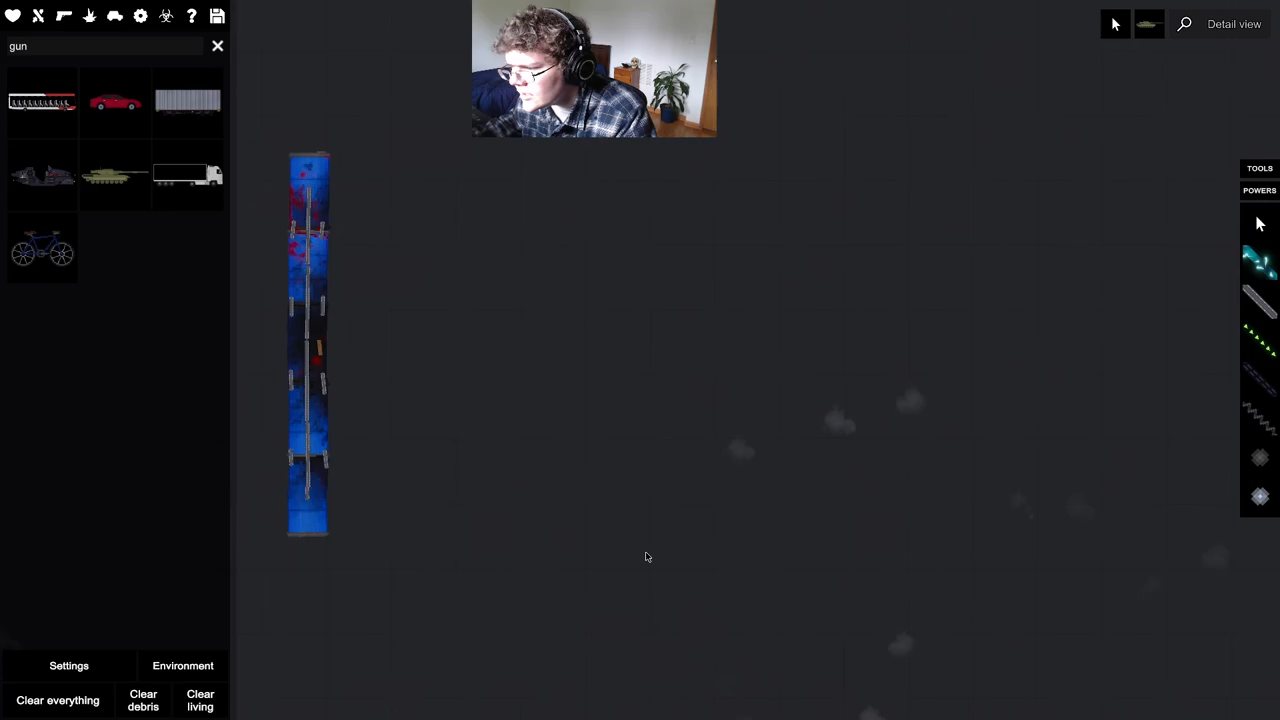 gun
Detail view
TOOLS
POWERS
Settings
Environment
Clear everything
Clear
debris
Clear
living